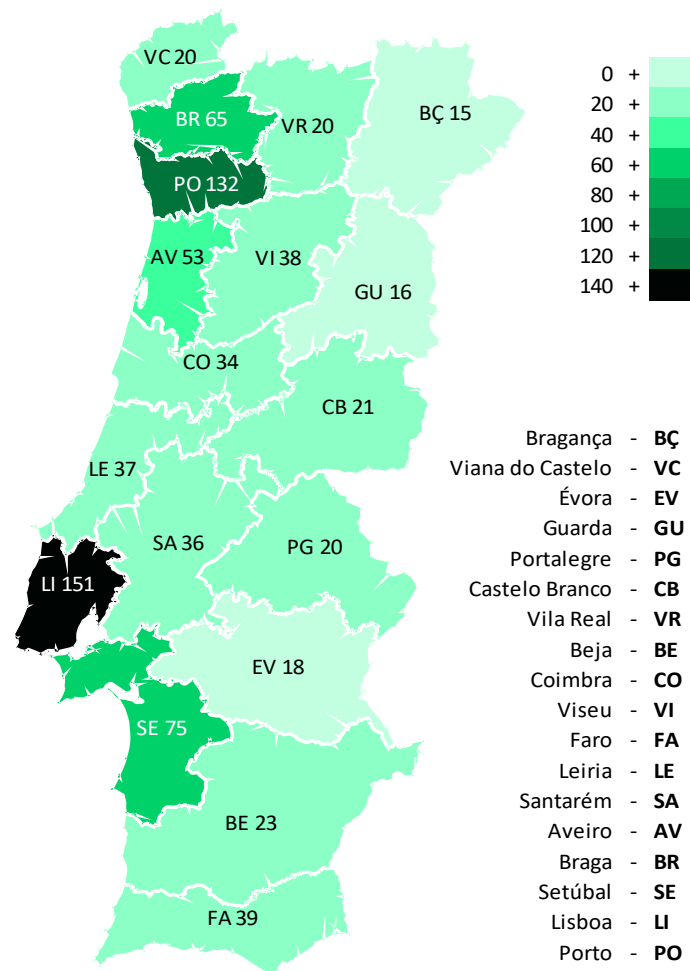 VC 20
BR 65
VR 20
BÇ 15
PO 132
AV 53
VI 38
GU 16
CO 34
CB 21
LE 37
SA 36
PG 20
LI 151
EV 18
SE 75
BE 23
FA 39
0 +
20 +
40 +
60 +
80 +
100 +
120 +
140 +
Bragança - BÇ
Viana do Castelo - VC
Évora - EV
Guarda - GU
Portalegre - PG
Castelo Branco - CB
Vila Real - VR
Beja - BE
Coimbra - CO
Viseu - VI
Faro - FA
Leiria - LE
Santarém - SA
Aveiro - AV
Braga - BR
Setúbal - SE
Lisboa - LI
Porto - PO